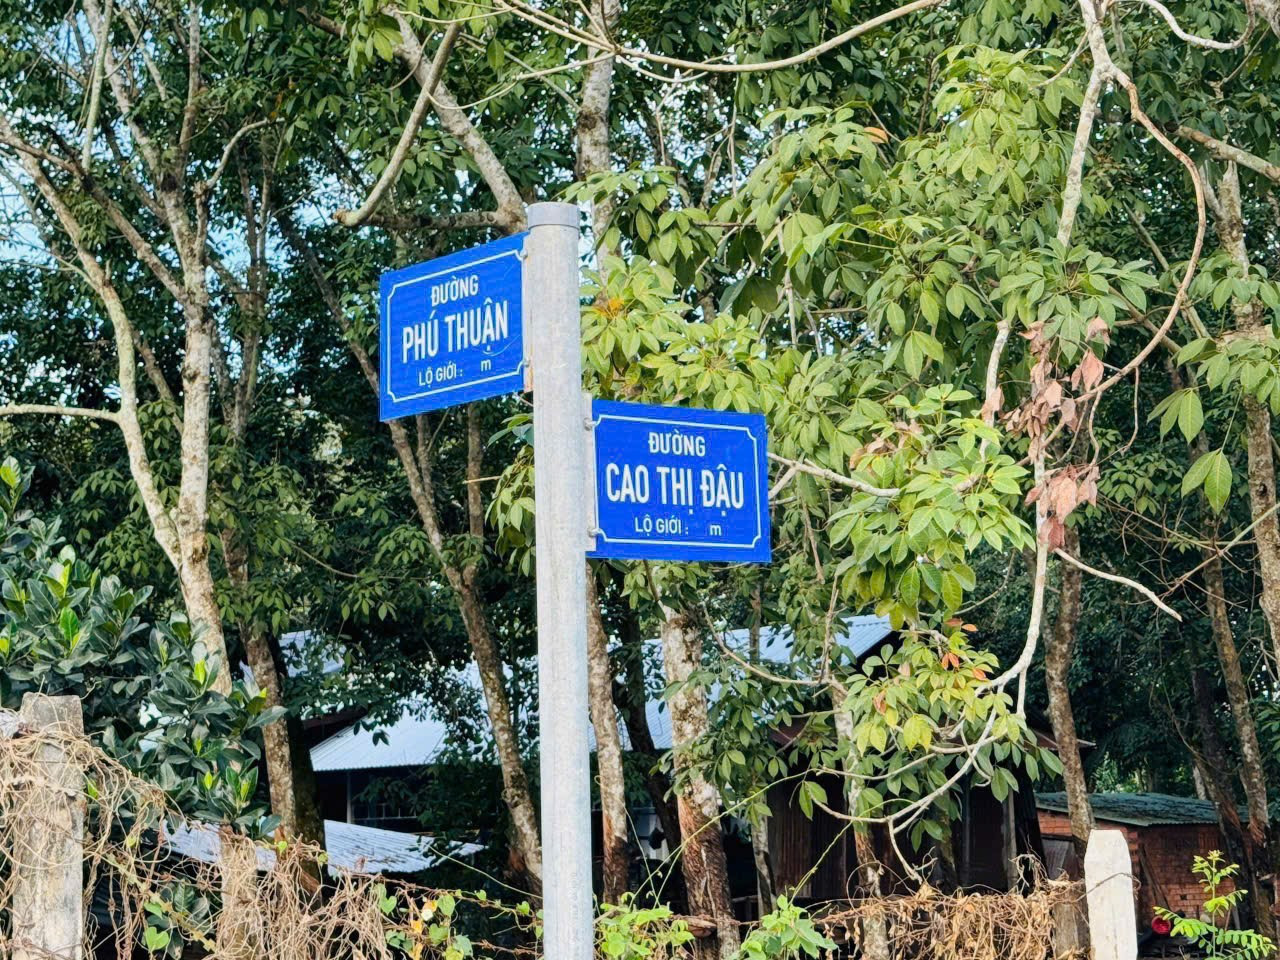 ĐƯỜNG
PHÚ THUẬN
LỘ GIỚI : m
ĐƯỜNG
CAO THỊ ĐẬU
LỘ GIỚI : m